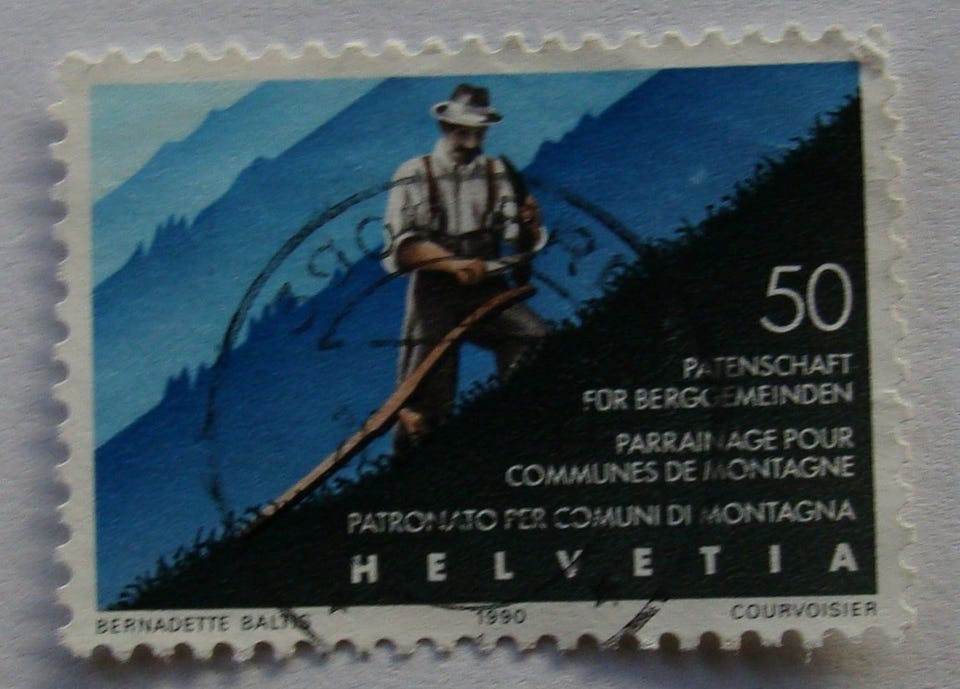 50
PATENSCHAFT
FÜR BERGGEMEINDEN
PARRAINAGE POUR
COMMUNES DE MONTAGNE
PATRONATO PER COMUNI DI MONTAGNA
HELVETIA
BERNADETTE BALTIS 1990 COURVOISIER